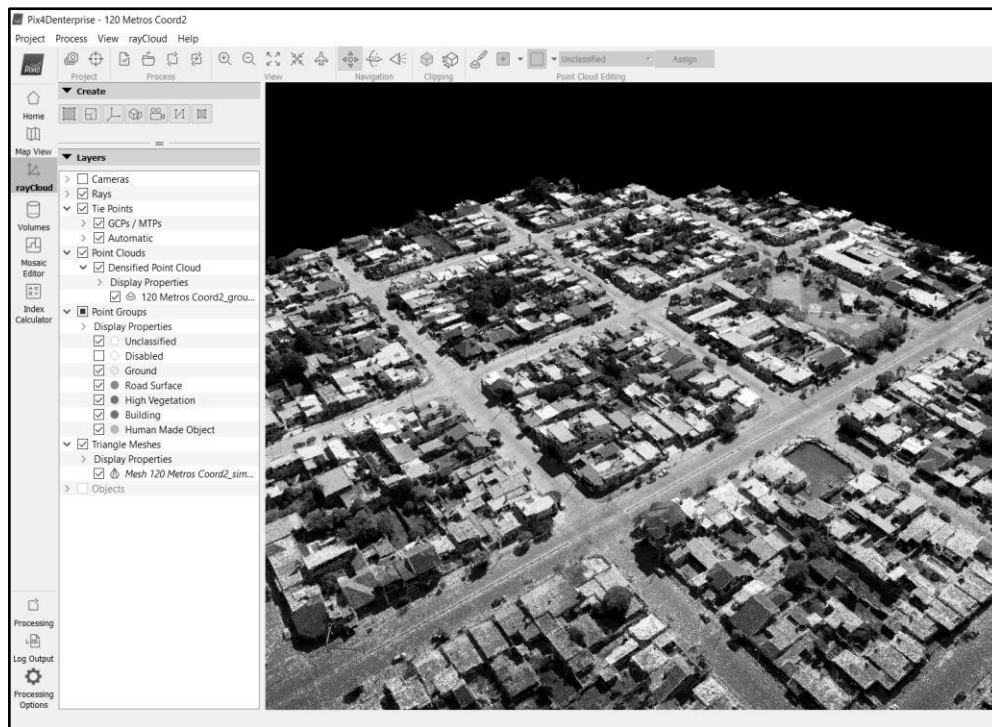 Pix4Denterprise - 120 Metros Coord2
Project Process View rayCloud Help
Project Process View Navigation Clipping Point Cloud Editing
Unclassified Assign
PIX4D
Home
Map View
rayCloud
Volumes
Mosaic
Editor
Index
Calculator
Processing
LOG
Log Output
Processing
Options
Create
Layers
Cameras
Rays
Tie Points
GCPs / MTPs
Automatic
Point Clouds
Densified Point Cloud
Display Properties
120 Metros Coord2_grou...
Point Groups
Display Properties
Unclassified
Disabled
Ground
Road Surface
High Vegetation
Building
Human Made Object
Triangle Meshes
Display Properties
Mesh 120 Metros Coord2_sim...
Objects